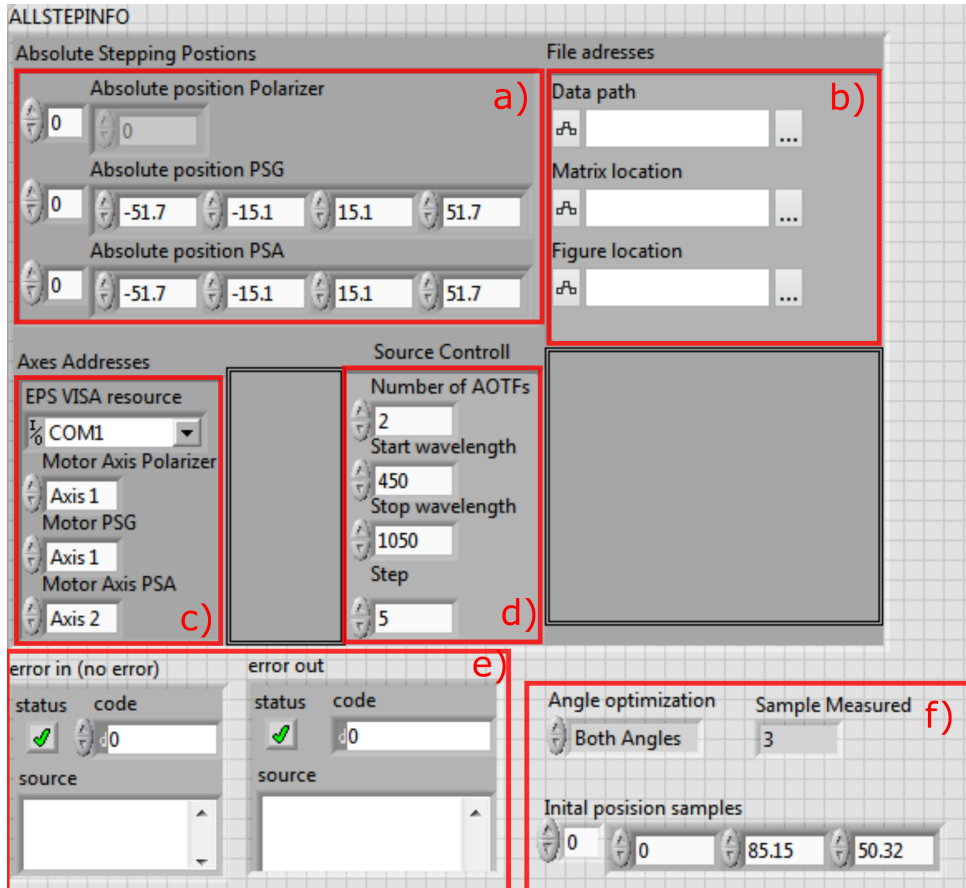 ALLSTEPINFO
Absolute Stepping Postions
File adresses
a)
Absolute position Polarizer
0
0
Absolute position PSG
0
-51.7 -15.1 15.1 51.7
Absolute position PSA
0
-51.7 -15.1 15.1 51.7
b)
Data path
...
Matrix location
...
Figure location
...
Axes Addresses
EPS VISA resource
I/O COM1
Motor Axis Polarizer
Axis 1
Motor PSG
Axis 1
Motor Axis PSA
Axis 2
c)
Source Controll
Number of AOTFs
2
Start wavelength
450
Stop wavelength
1050
Step
5
d)
e)
error in (no error)
status code
d0
source
error out
status code
d0
source
f)
Angle optimization
Both Angles
Sample Measured
3
Inital posision samples
0 0 85.15 50.32